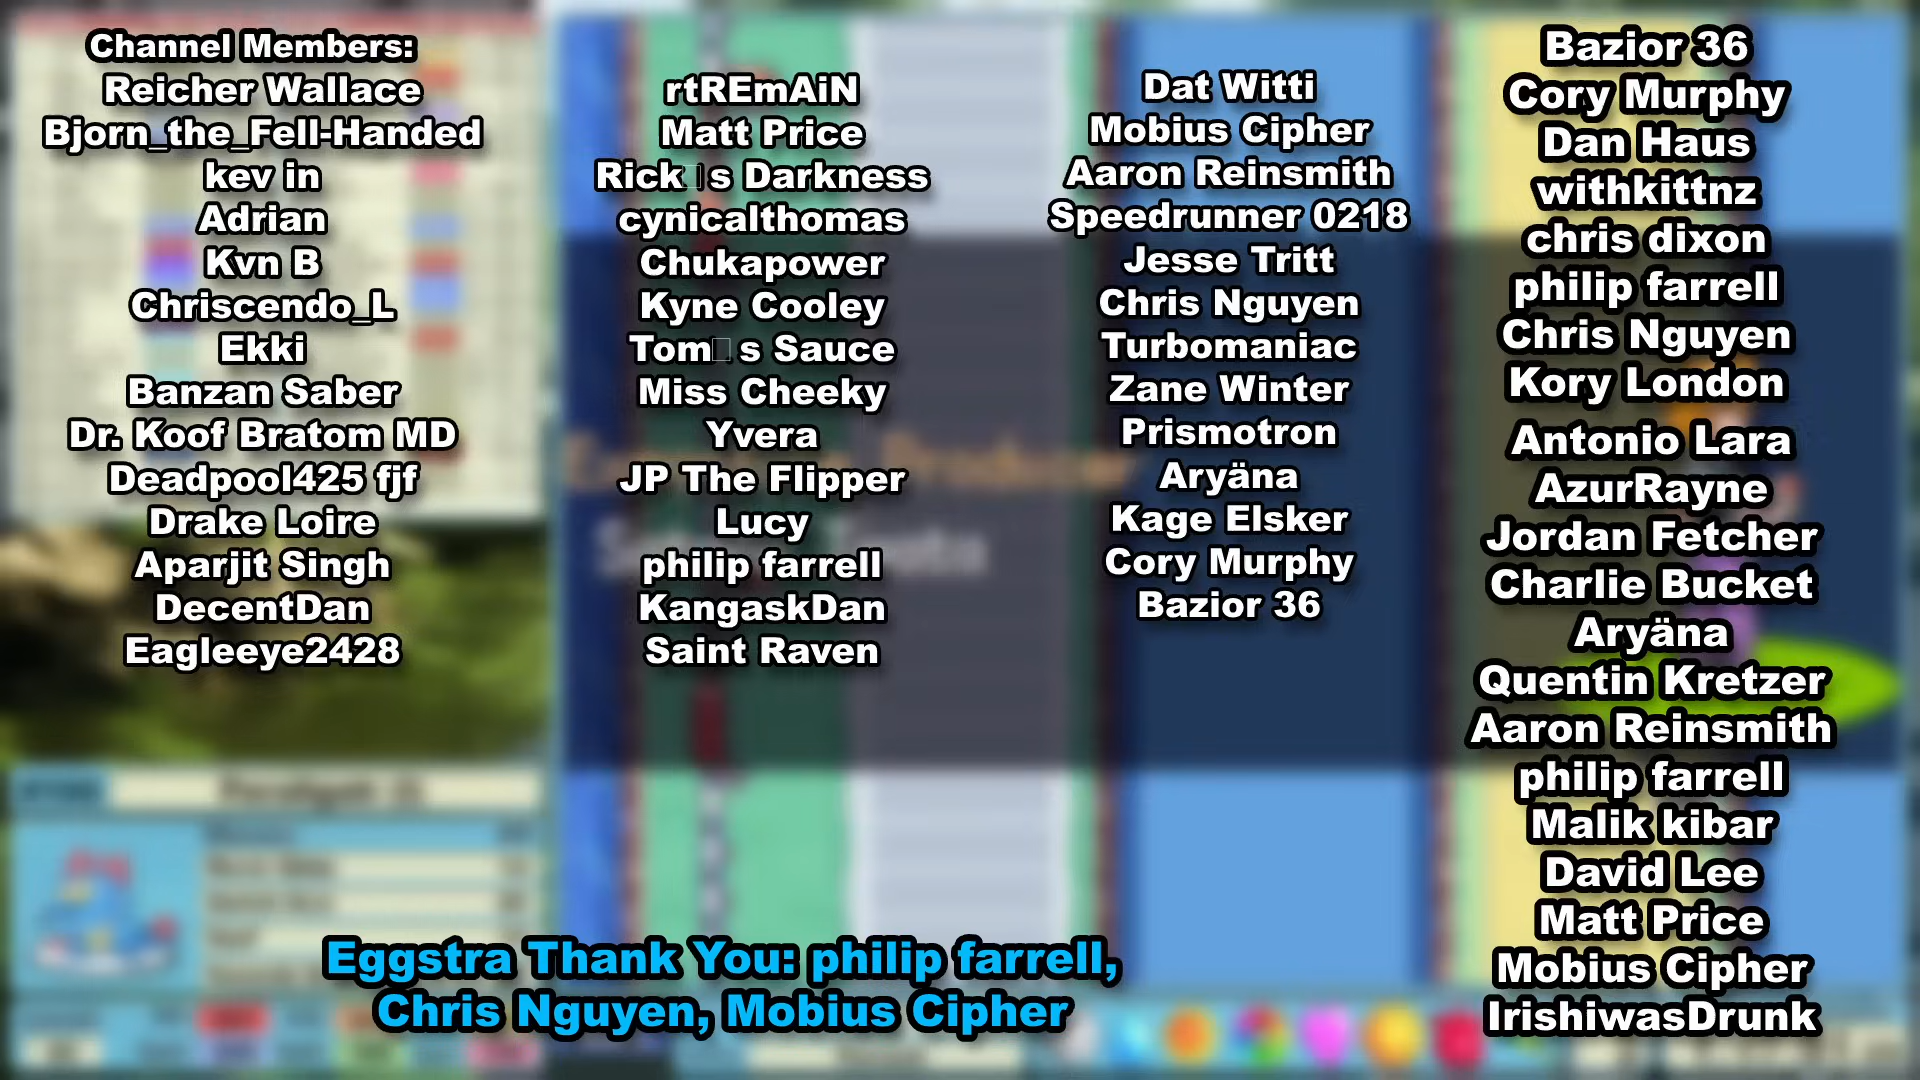 Channel Members:
Reicher Wallace
Bjorn_the_Fell-Handed
kev in
Adrian
Kvn B
Chriscendo_L
Ekki
Banzan Saber
Dr. Koof Bratom MD
Deadpool425 fjf
Drake Loire
Aparjit Singh
DecentDan
Eagleeye2428
rtREmAiN
Matt Price
Rick□s Darkness
cynicalthomas
Chukapower
Kyne Cooley
Tom□s Sauce
Miss Cheeky
Yvera
JP The Flipper
Lucy
philip farrell
KangaskDan
Saint Raven
Dat Witti
Mobius Cipher
Aaron Reinsmith
Speedrunner 0218
Jesse Tritt
Chris Nguyen
Turbomaniac
Zane Winter
Prismotron
Aryäna
Kage Elsker
Cory Murphy
Bazior 36
Bazior 36
Cory Murphy
Dan Haus
withkittnz
chris dixon
philip farrell
Chris Nguyen
Kory London
Antonio Lara
AzurRayne
Jordan Fetcher
Charlie Bucket
Aryäna
Quentin Kretzer
Aaron Reinsmith
philip farrell
Malik kibar
David Lee
Matt Price
Mobius Cipher
IrishiwasDrunk
Eggstra Thank You: philip farrell,
Chris Nguyen, Mobius Cipher